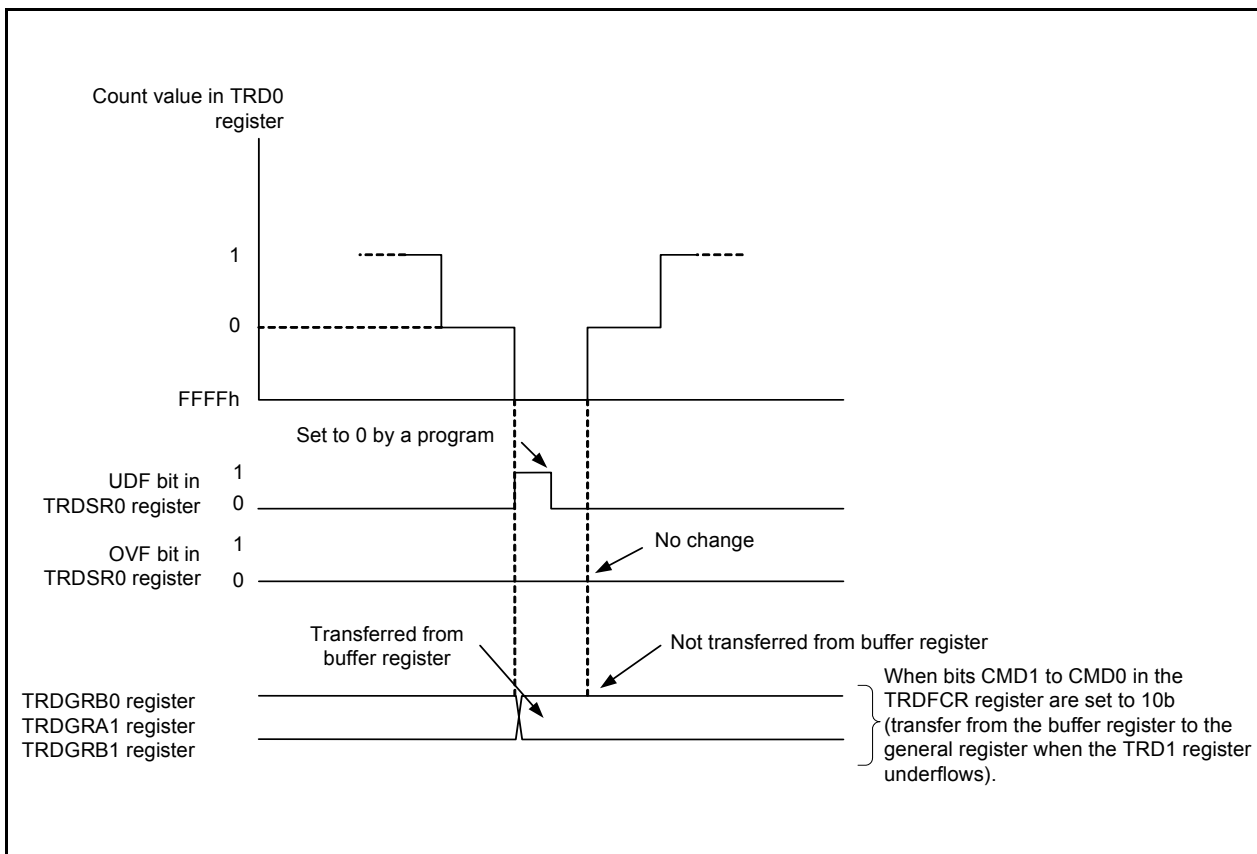 Count value in TRD0
register
1
0
FFFFh
Set to 0 by a program
UDF bit in
TRDSR0 register
1
0
OVF bit in
TRDSR0 register
1
0
No change
Transferred from
buffer register
Not transferred from buffer register
TRDGRB0 register
TRDGRA1 register
TRDGRB1 register
When bits CMD1 to CMD0 in the
TRDFCR register are set to 10b
(transfer from the buffer register to the
general register when the TRD1 register
underflows).